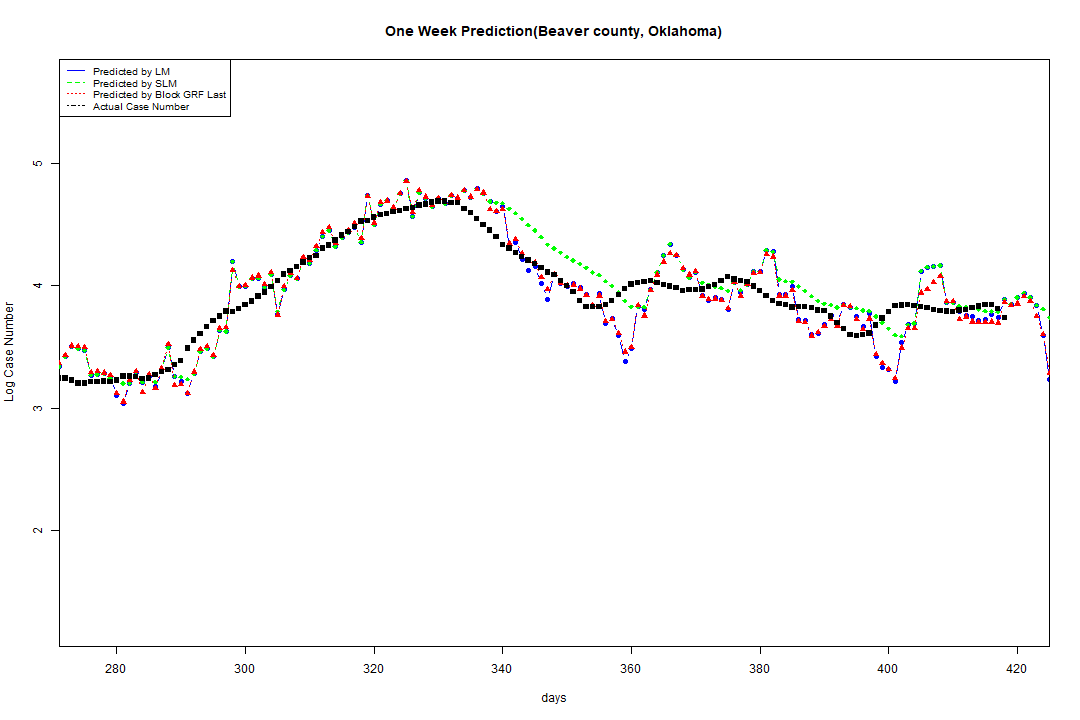 One Week Prediction(Beaver county, Oklahoma)
Predicted by LM
Predicted by SLM
Predicted by Block GRF Last
Actual Case Number
5
4
3
2
Log Case Number
280 300 320 340 360 380 400 420
days